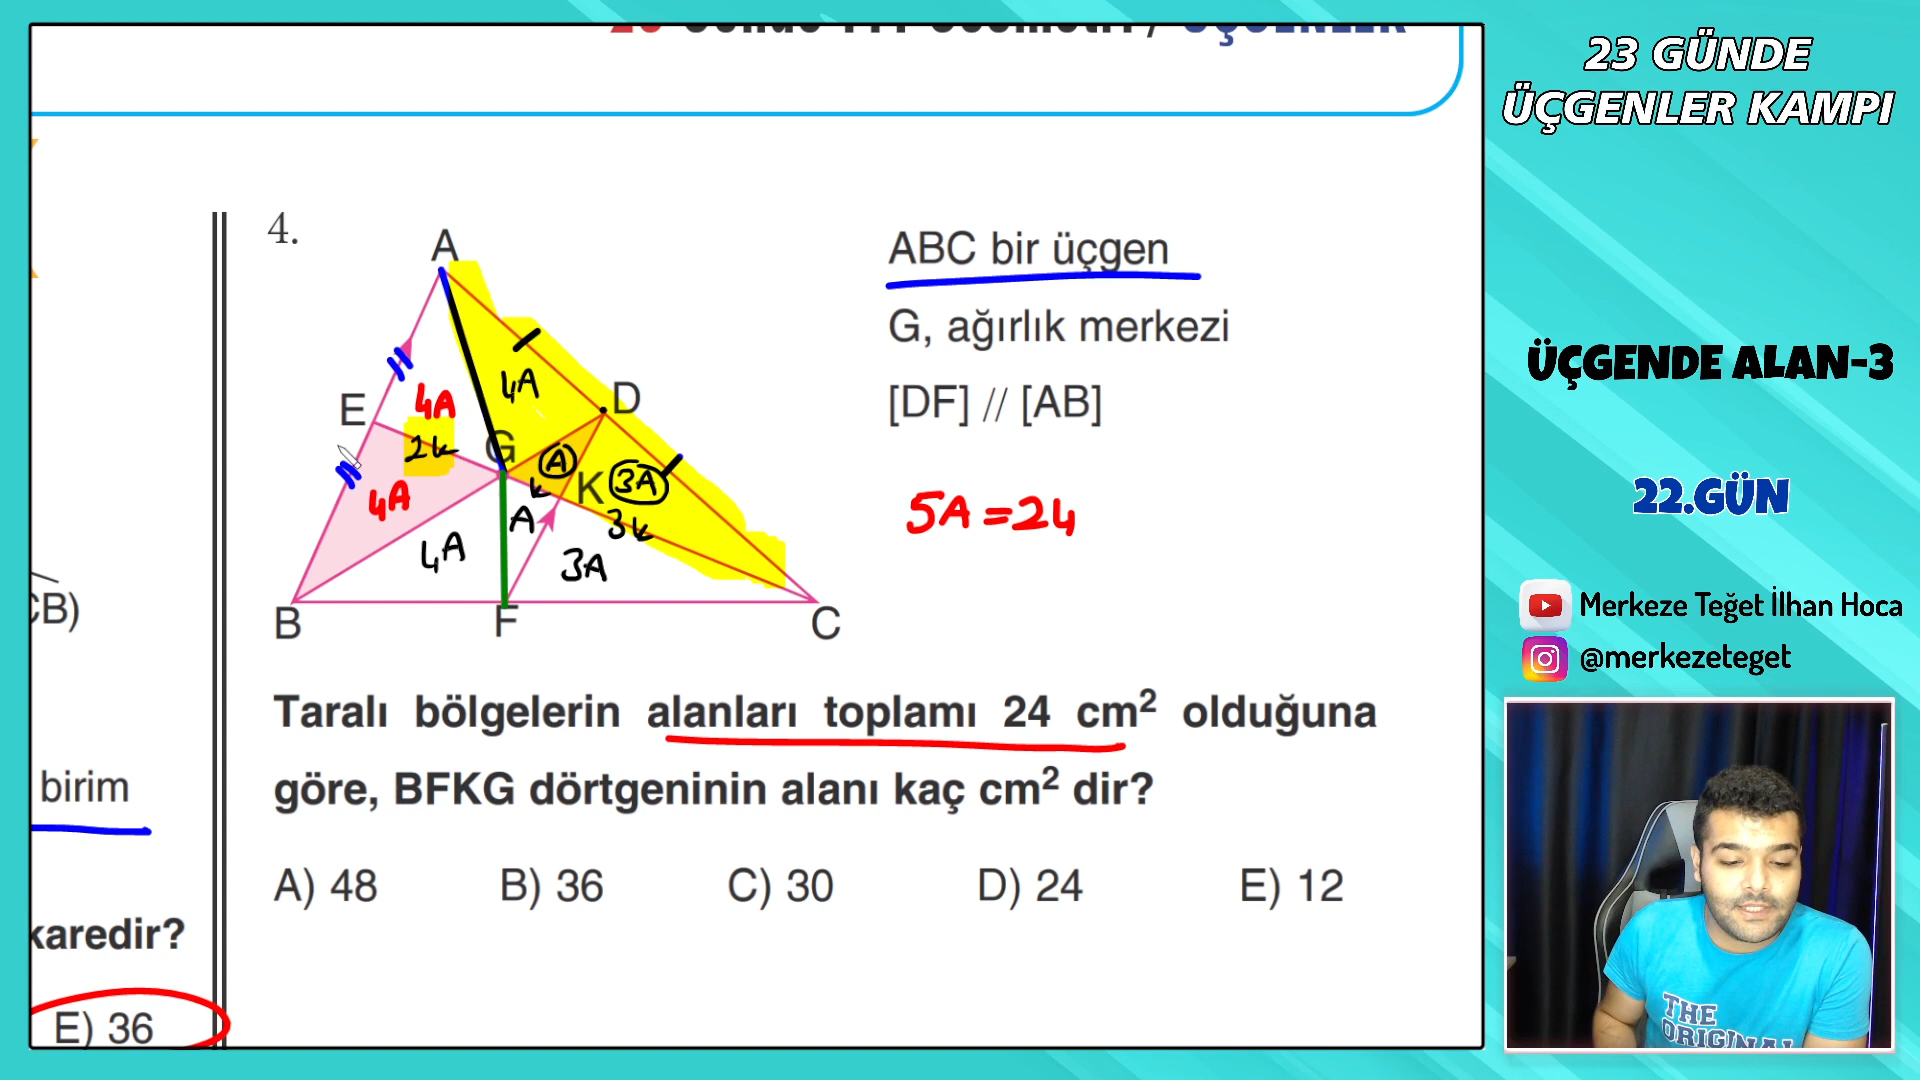 23 GÜNDE
ÜÇGENLER KAMPI
4.
A
E
4A
4A
D
2k
G
A
K
3A
k
4A
A
3k
4A
3A
B
F
C
ABC bir üçgen
G, ağırlık merkezi
[DF] // [AB]
5A = 24
Taralı bölgelerin alanları toplamı 24 cm² olduğuna
göre, BFKG dörtgeninin alanı kaç cm² dir?
A) 48
B) 36
C) 30
D) 24
E) 12
CB)
birim
karedir?
E) 36
ÜÇGENDE ALAN-3
22.GÜN
Merkeze Teğet İlhan Hoca
@merkezeteget
THE
ORIGINAL